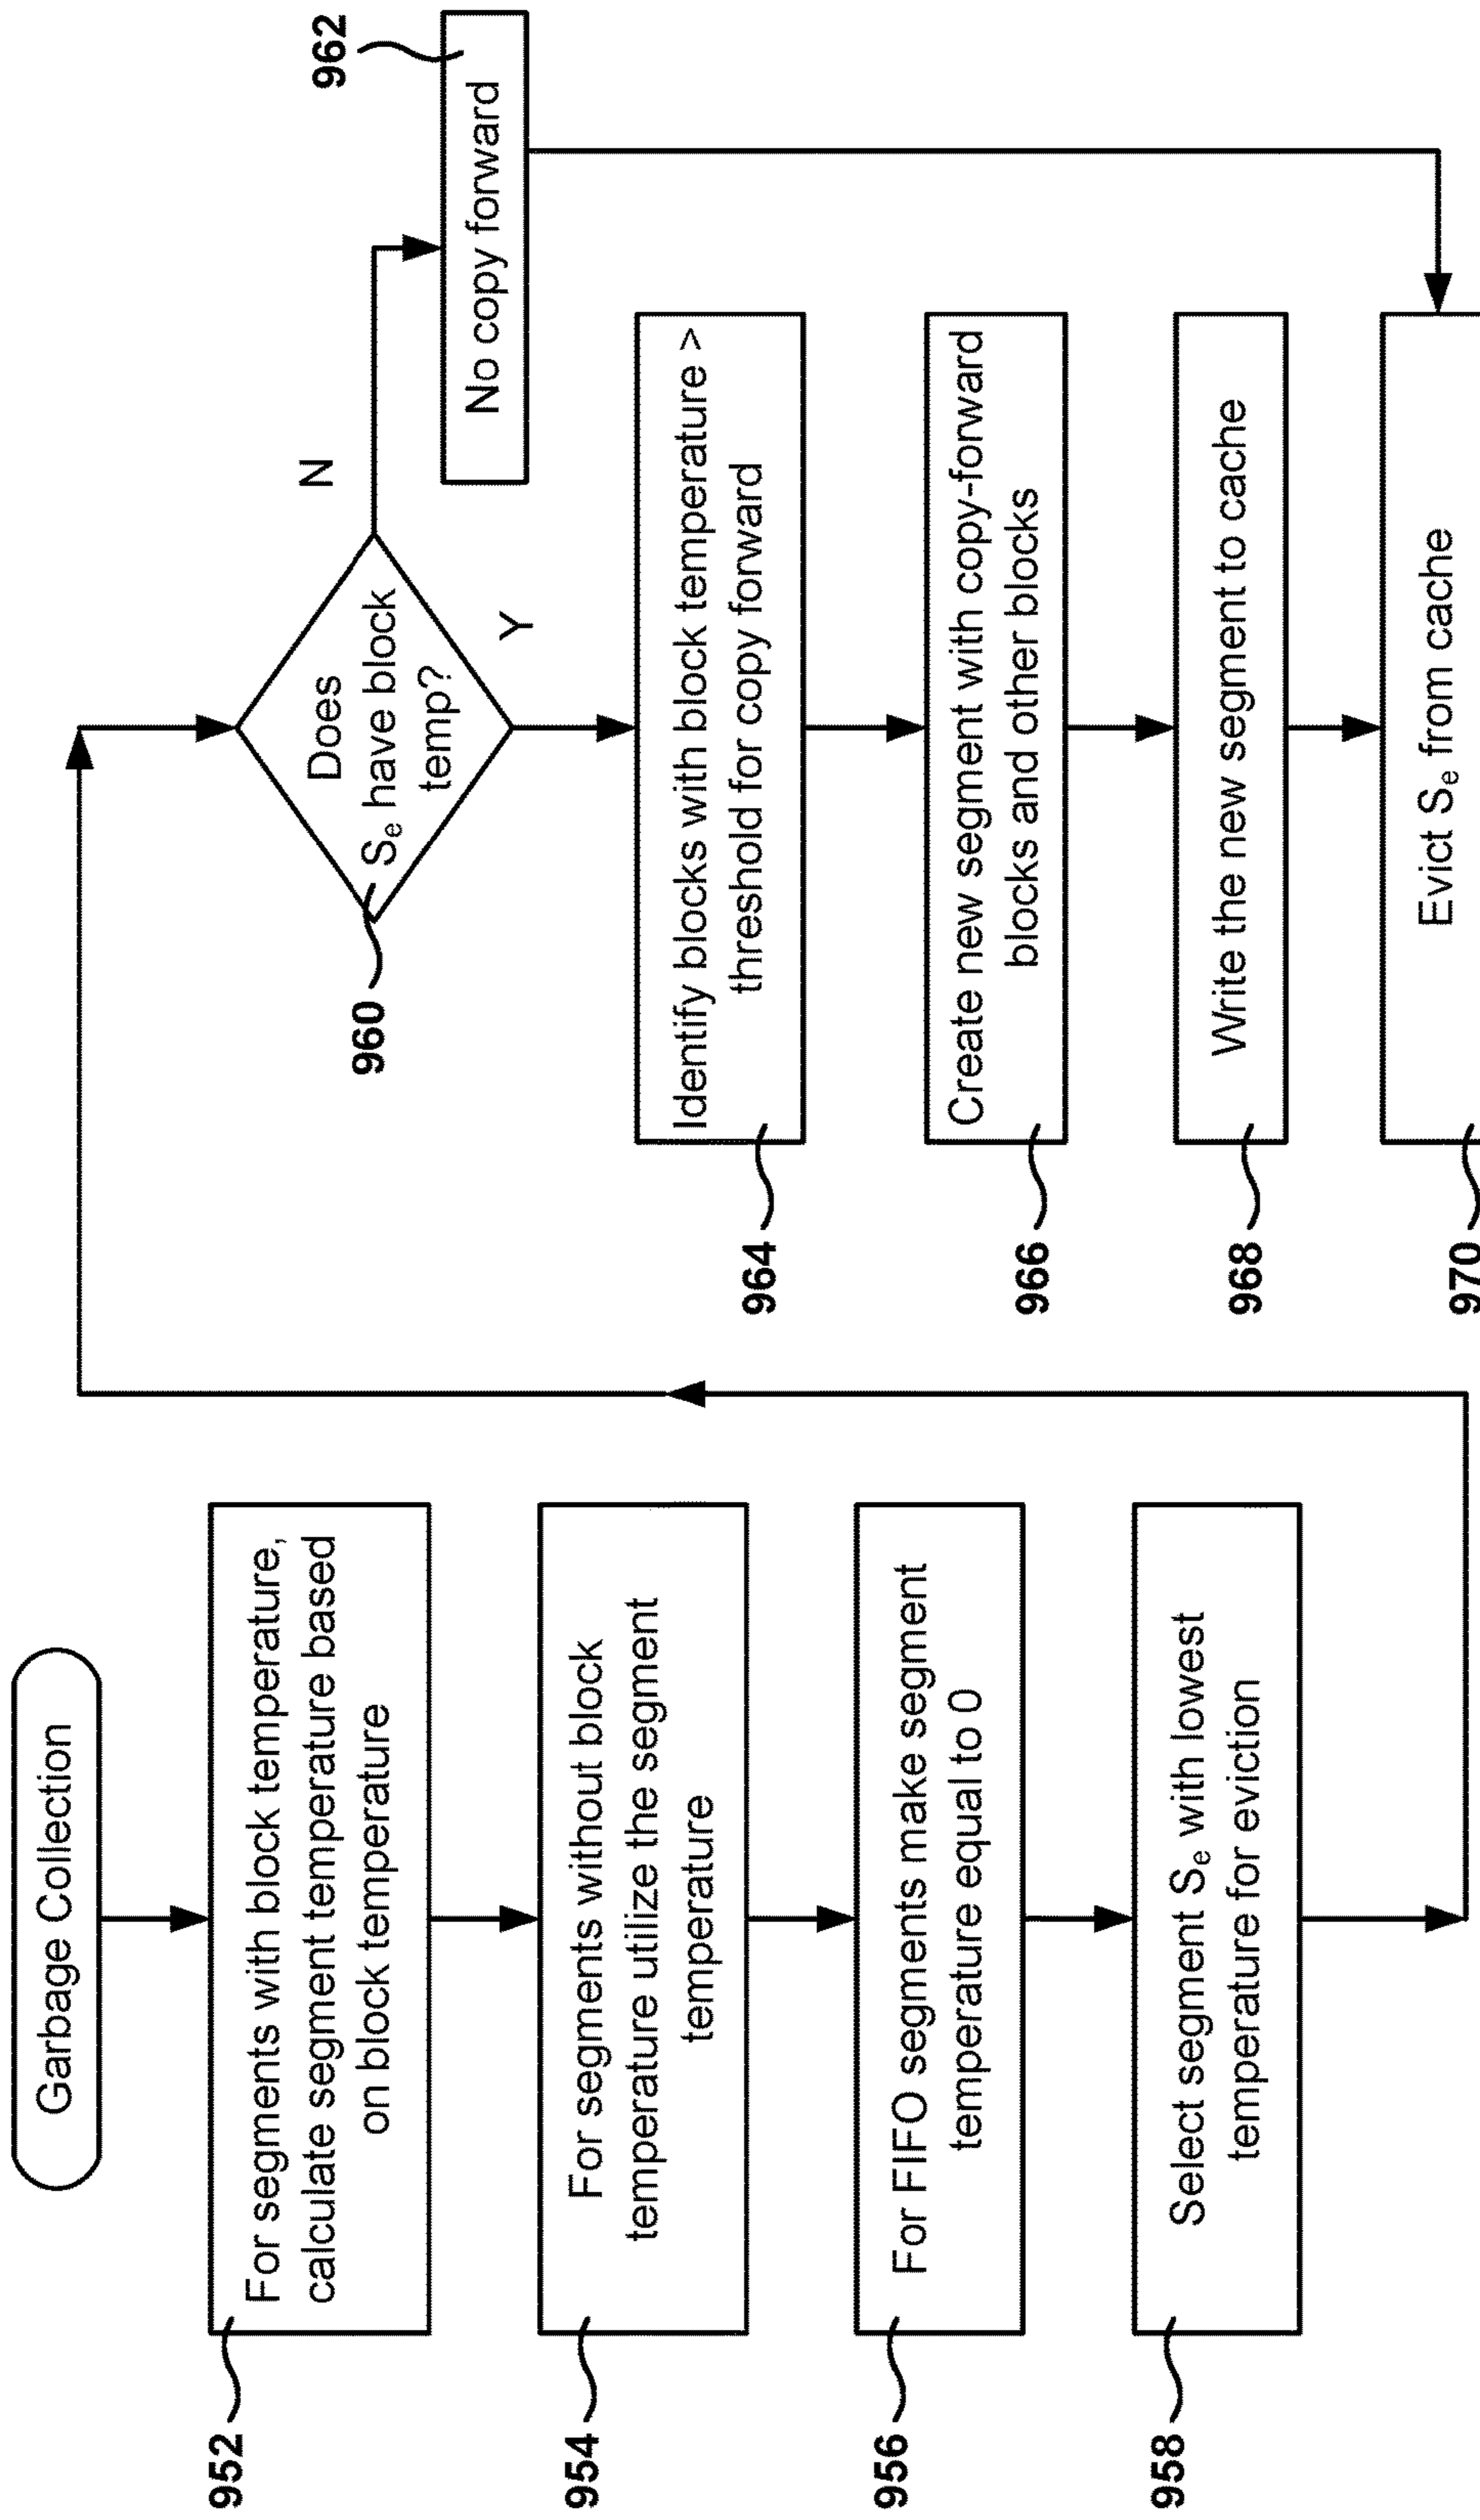 Garbage Collection
952
For segments with block temperature,
calculate segment temperature based
on block temperature
954
For segments without block
temperature utilize the segment
temperature
956
For FIFO segments make segment
temperature equal to 0
958
Select segment Se with lowest
temperature for eviction
960
Does
Se have block
temp?
N
Y
962
No copy forward
964
Identify blocks with block temperature >
threshold for copy forward
966
Create new segment with copy-forward
blocks and other blocks
968
Write the new segment to cache
970
Evict Se from cache